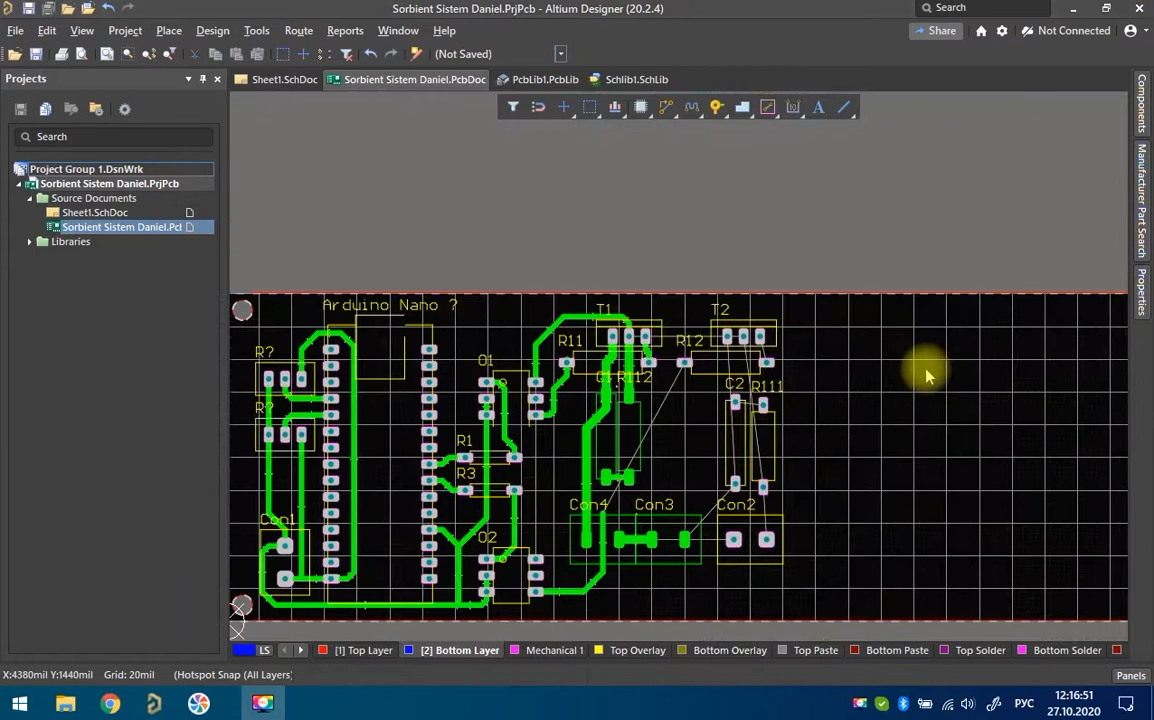 Sorbient Sistem Daniel.PrjPcb - Altium Designer (20.2.4)
Search
File Edit View Project Place Design Tools Route Reports Window Help
Share
Not Connected
(Not Saved)
Projects
Sheet1.SchDoc
Sorbient Sistem Daniel.PcbDoc
PcbLib1.PcbLib
Schlib1.SchLib
Search
Project Group 1.DsnWrk
Sorbient Sistem Daniel.PrjPcb
Source Documents
Sheet1.SchDoc
Sorbient Sistem Daniel.Pcl
Libraries
Components
Manufacturer Part Search
Properties
Arduino Nano ?
T1
T2
R?
O1
R11
R12
R112
C2
R111
R?
R1
R3
Con1
O2
Con4
Con3
Con2
LS
[1] Top Layer
[2] Bottom Layer
Mechanical 1
Top Overlay
Bottom Overlay
Top Paste
Bottom Paste
Top Solder
Bottom Solder
X:4380mil Y:1440mil Grid: 20mil (Hotspot Snap (All Layers)
Panels
РУС
12:16:51
27.10.2020